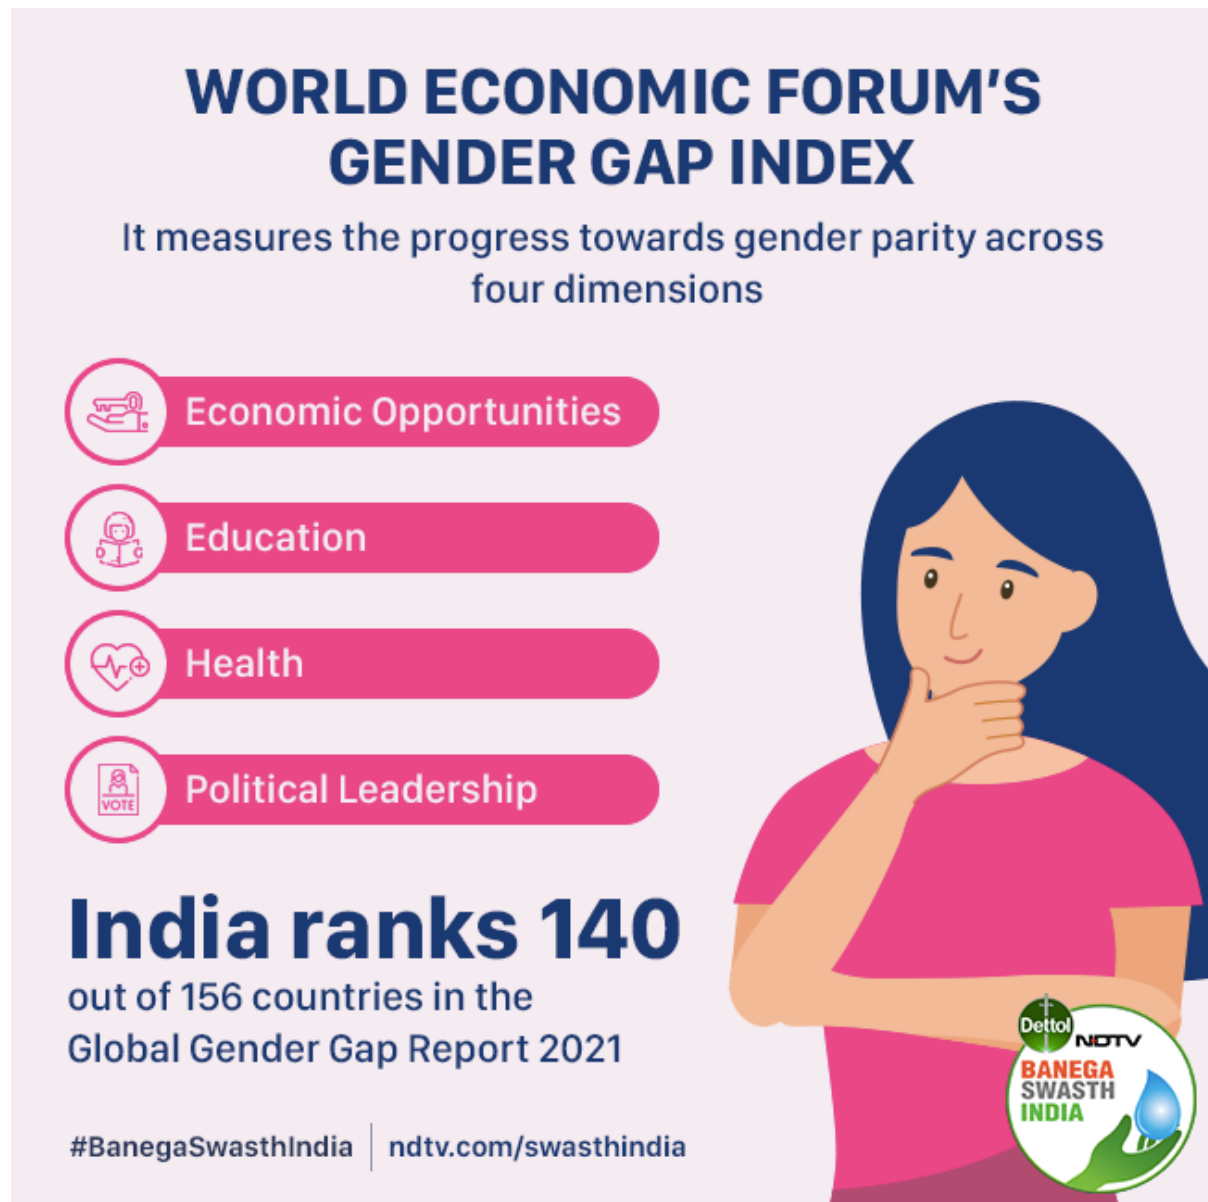 WORLD ECONOMIC FORUM'S
GENDER GAP INDEX
It measures the progress towards gender parity across
four dimensions
Economic Opportunities
Education
Health
VOTE
Political Leadership
India ranks 140
out of 156 countries in the
Global Gender Gap Report 2021
Dettol
NDTV
BANEGA
SWASTH
INDIA
#BanegaSwasthIndia
ndtv.com/swasthindia